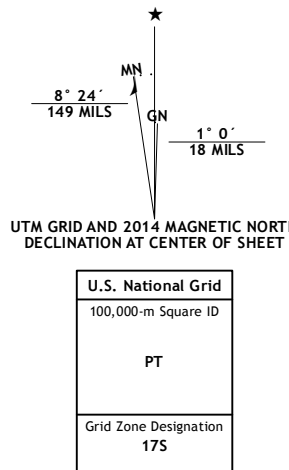 ★
MN
8° 24´
149 MILS
GN
1° 0´
18 MILS
UTM GRID AND 2014 MAGNETIC NORTH
DECLINATION AT CENTER OF SHEET
U.S. National Grid
100,000-m Square ID
PT
Grid Zone Designation
17S